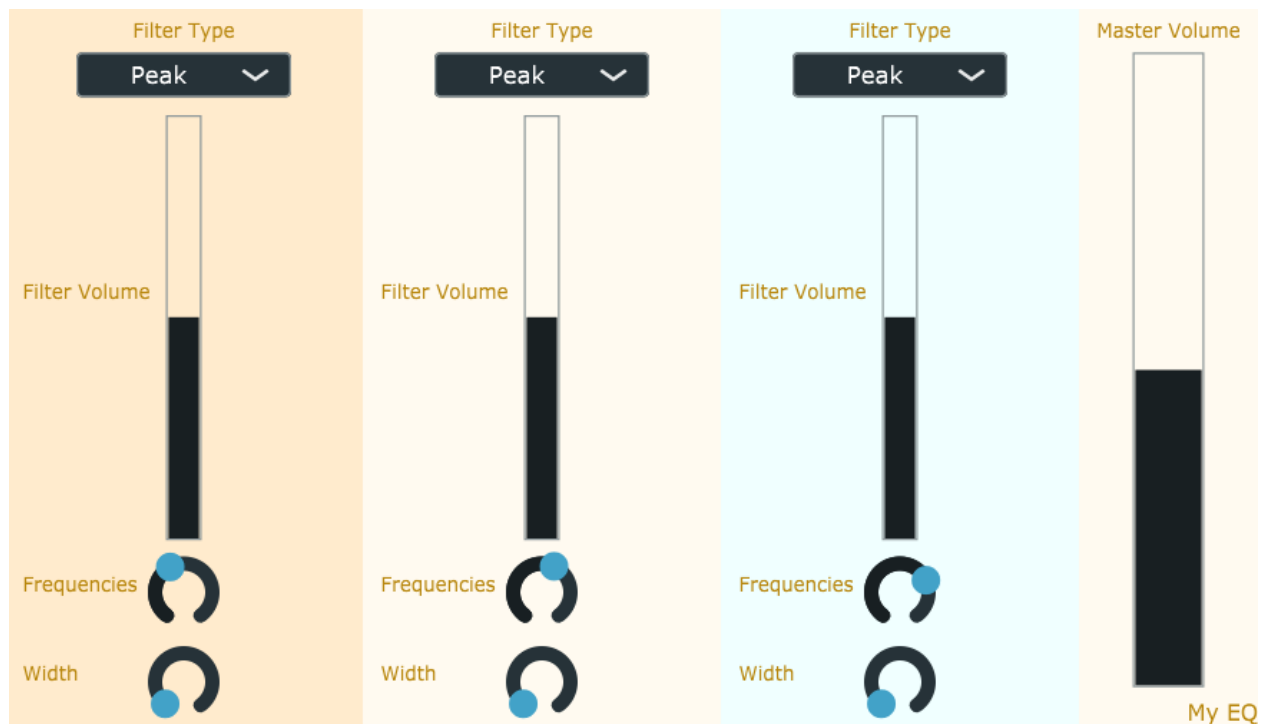 Filter Type
Peak
Filter Volume
Frequencies
Width
Filter Type
Peak
Filter Volume
Frequencies
Width
Filter Type
Peak
Filter Volume
Frequencies
Width
Master Volume
My EQ